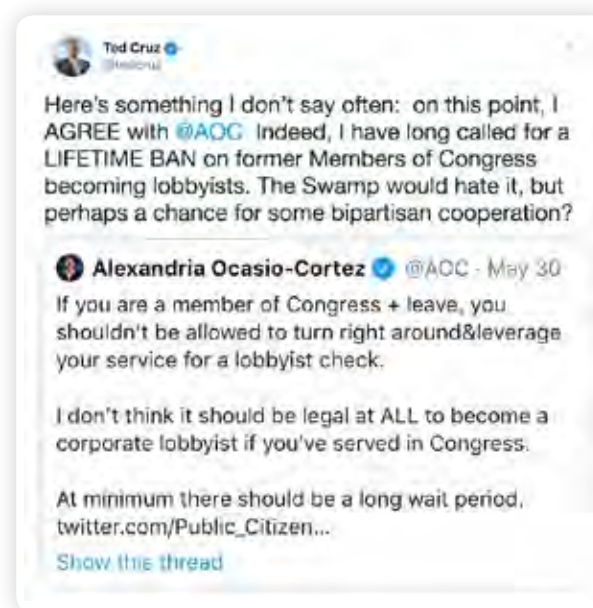 Ted Cruz
@tedcruz
Here's something I don't say often: on this point, I
AGREE with @AOC Indeed, I have long called for a
LIFETIME BAN on former Members of Congress
becoming lobbyists. The Swamp would hate it, but
perhaps a chance for some bipartisan cooperation?
Alexandria Ocasio-Cortez @AOC · May 30
If you are a member of Congress + leave, you
shouldn't be allowed to turn right around&leverage
your service for a lobbyist check.
I don't think it should be legal at ALL to become a
corporate lobbyist if you've served in Congress.
At minimum there should be a long wait period.
twitter.com/Public_Citizen...
Show this thread